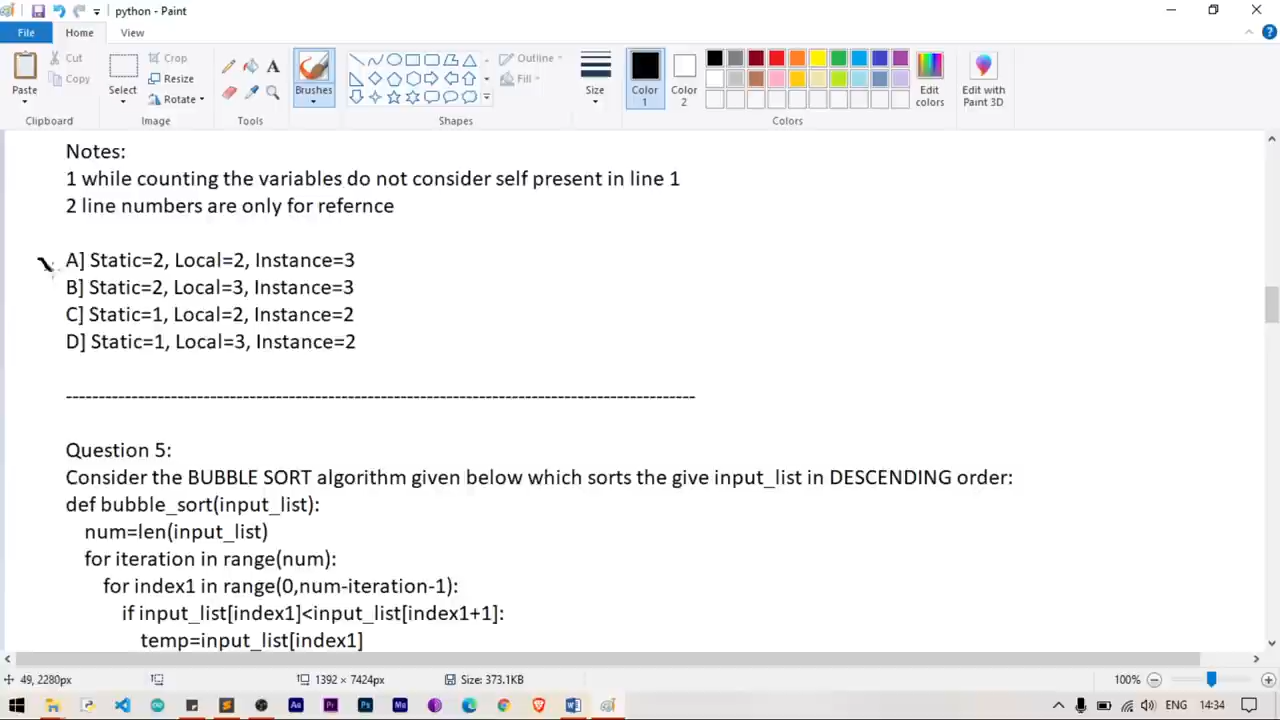 python - Paint
File Home View
Paste Cut Copy
Clipboard
Select Crop Resize Rotate
Image
Tools
Brushes
Outline Fill
Shapes
Size
Color 1
Color 2
Edit colors
Edit with Paint 3D
Colors
Notes:
1 while counting the variables do not consider self present in line 1
2 line numbers are only for refernce
A] Static=2, Local=2, Instance=3
B] Static=2, Local=3, Instance=3
C] Static=1, Local=2, Instance=2
D] Static=1, Local=3, Instance=2
------------------------------------------------------------------------------------------------
Question 5:
Consider the BUBBLE SORT algorithm given below which sorts the give input_list in DESCENDING order:
def bubble_sort(input_list):
num=len(input_list)
for iteration in range(num):
for index1 in range(0,num-iteration-1):
if input_list[index1]<input_list[index1+1]:
temp=input_list[index1]
49, 2280px 1392 × 7424px Size: 373.1KB 100%
Ae Pr Ps Me ENG 14:34